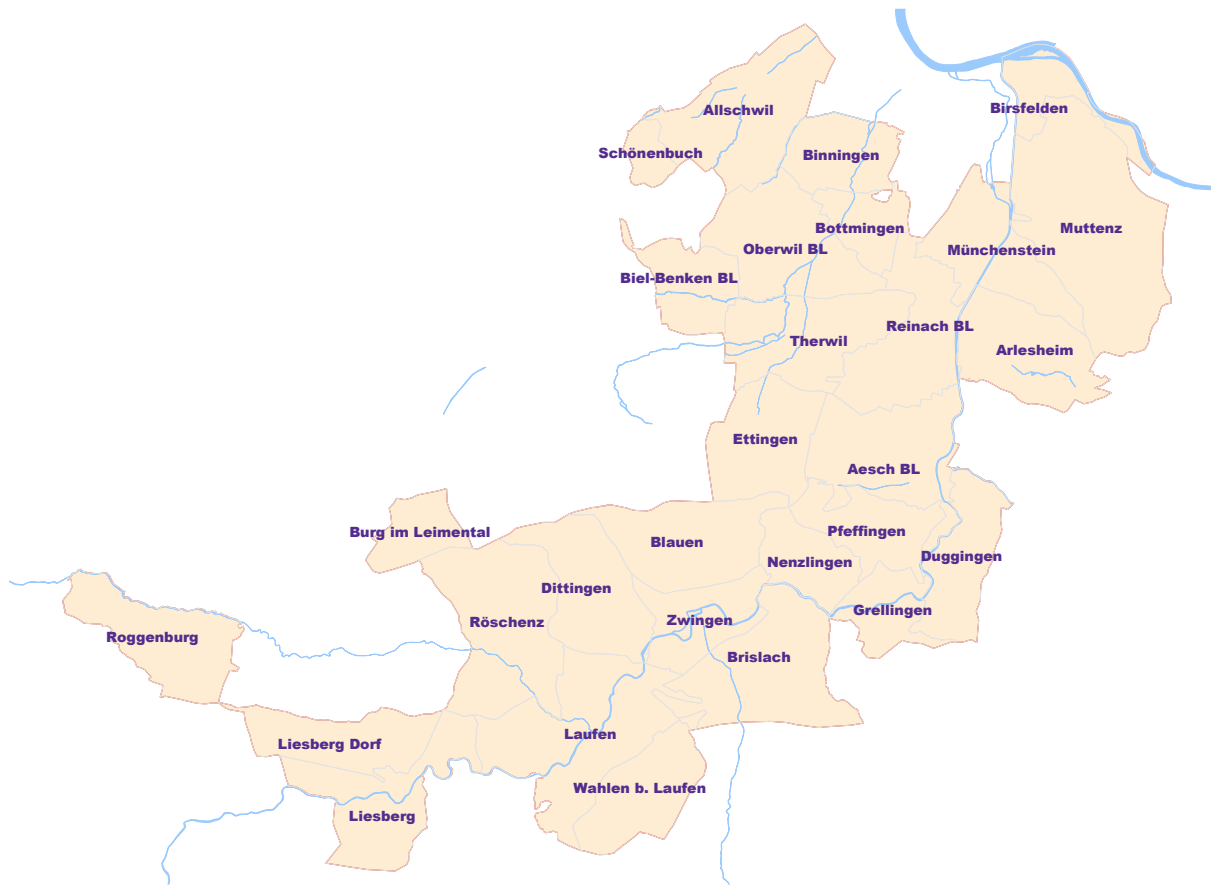 Birsfelden
Allschwil
Schönenbuch
Binningen
Bottmingen
Muttenz
Oberwil BL
Münchenstein
Biel-Benken BL
Reinach BL
Therwil
Arlesheim
Ettingen
Aesch BL
Burg im Leimental
Pfeffingen
Blauen
Duggingen
Nenzlingen
Dittingen
Grellingen
Röschenz
Zwingen
Roggenburg
Brislach
Laufen
Liesberg Dorf
Wahlen b. Laufen
Liesberg